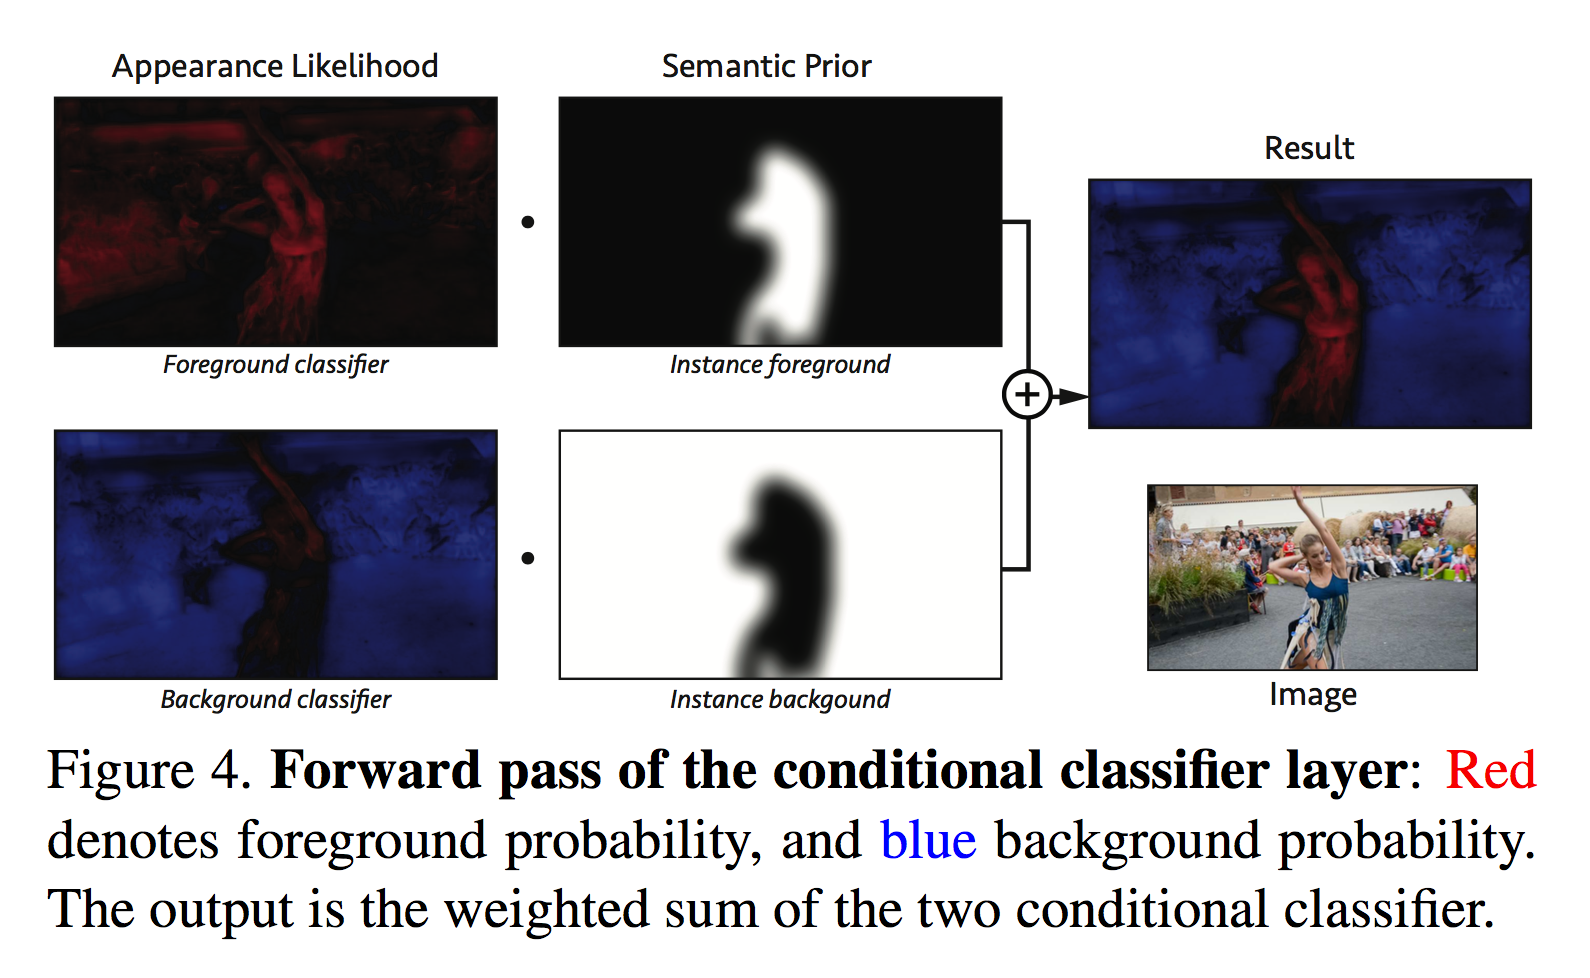 Appearance Likelihood
Semantic Prior
Result
Foreground classifier
Instance foreground
Background classifier
Instance backgound
Image
Figure 4. Forward pass of the conditional classifier layer: Red
denotes foreground probability, and blue background probability.
The output is the weighted sum of the two conditional classifier.